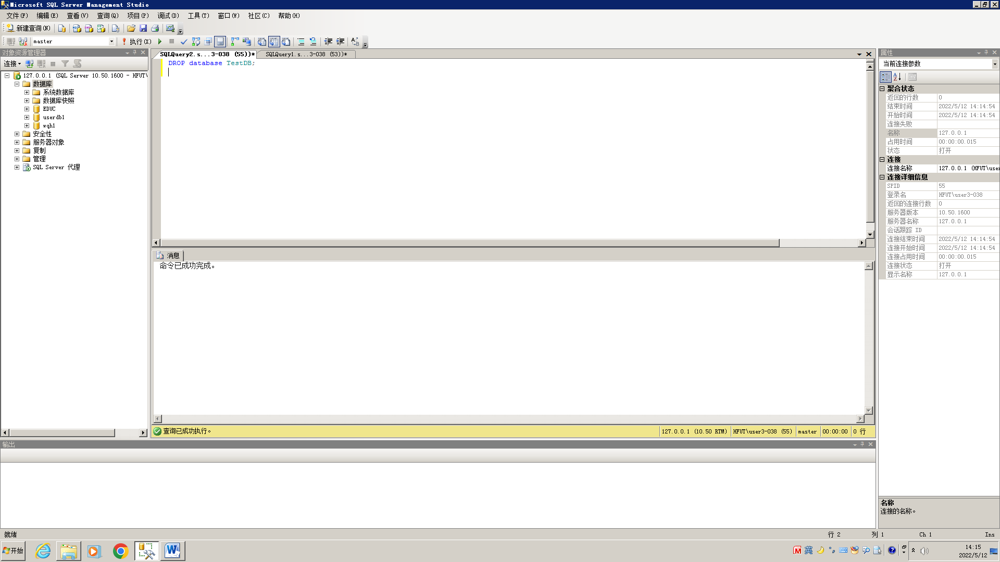 Microsoft SQL Server Management Studio
文件(F) 编辑(E) 查看(V) 查询(Q) 项目(P) 调试(D) 工具(T) 窗口(W) 社区(C) 帮助(H)
新建查询(N)
master 执行(X)
对象资源管理器
连接
127.0.0.1 (SQL Server 10.50.1600 - HFUT\
数据库
系统数据库
数据库快照
EDUC
userdb1
wqh1
安全性
服务器对象
复制
管理
SQL Server 代理
SQLQuery2.s...3-038 (55))* SQLQuery1.s...3-038 (53))*
DROP database TestDB;
消息
命令已成功完成。
查询已成功执行。 127.0.0.1 (10.50 RTM) HFUT\user3-038 (55) master 00:00:00 0 行
属性
当前连接参数
聚合状态
返回的行数 0
结束时间 2022/5/12 14:14:54
开始时间 2022/5/12 14:14:54
连接失败
名称 127.0.0.1
占用时间 00:00:00.015
状态 打开
连接
连接名称 127.0.0.1 (HFUT\user
连接详细信息
SPID 55
登录名 HFUT\user3-038
返回的连接行数 0
服务器版本 10.50.1600
服务器名称 127.0.0.1
会话跟踪 ID
连接结束时间 2022/5/12 14:14:54
连接开始时间 2022/5/12 14:14:54
连接占用时间 00:00:00.015
连接状态 打开
显示名称 127.0.0.1
名称
连接的名称。
输出
就绪 行 2 列 1 Ch 1 Ins
开始 英 14:15
2022/5/12